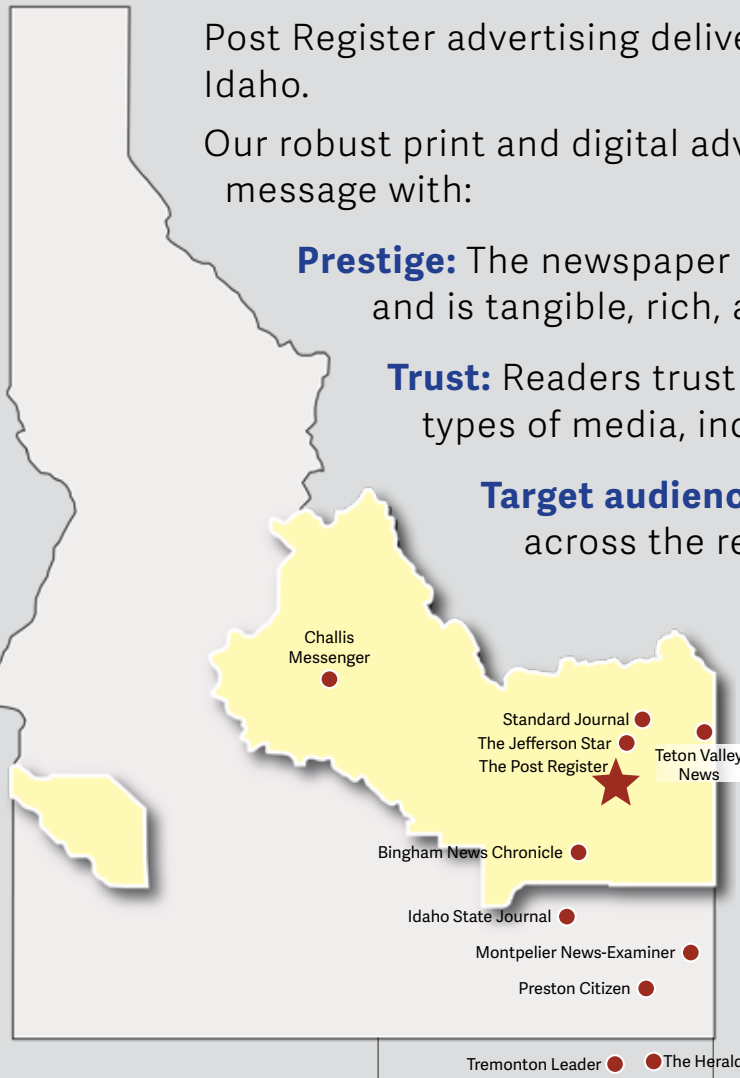 Post Register advertising delive
Idaho.
Our robust print and digital adv
message with:
Prestige: The newspaper
and is tangible, rich, a
Trust: Readers trust
types of media, inc
Target audienc
across the re
Challis
Messenger
Standard Journal
The Jefferson Star
The Post Register
Teton Valley
News
Bingham News Chronicle
Idaho State Journal
Montpelier News-Examiner
Preston Citizen
Tremonton Leader
The Herald